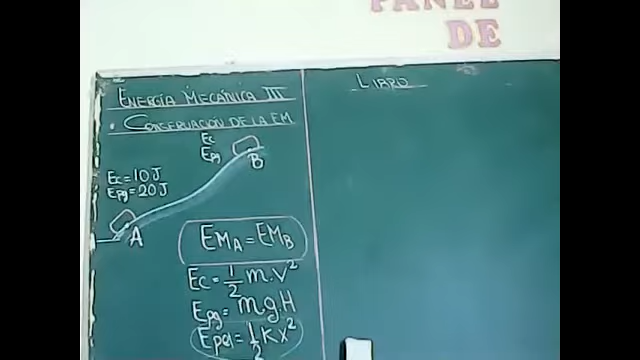 PANEL
DE
ENERGÍA MECÁNICA III
• CONSERVACIÓN DE LA EM
Ec
Epg
B
Ec = 10 J
Epg = 20 J
A
EMA = EMB
Ec = 1/2 m.v²
Epg = mgH
Epel = 1/2 Kx²
LIBRO